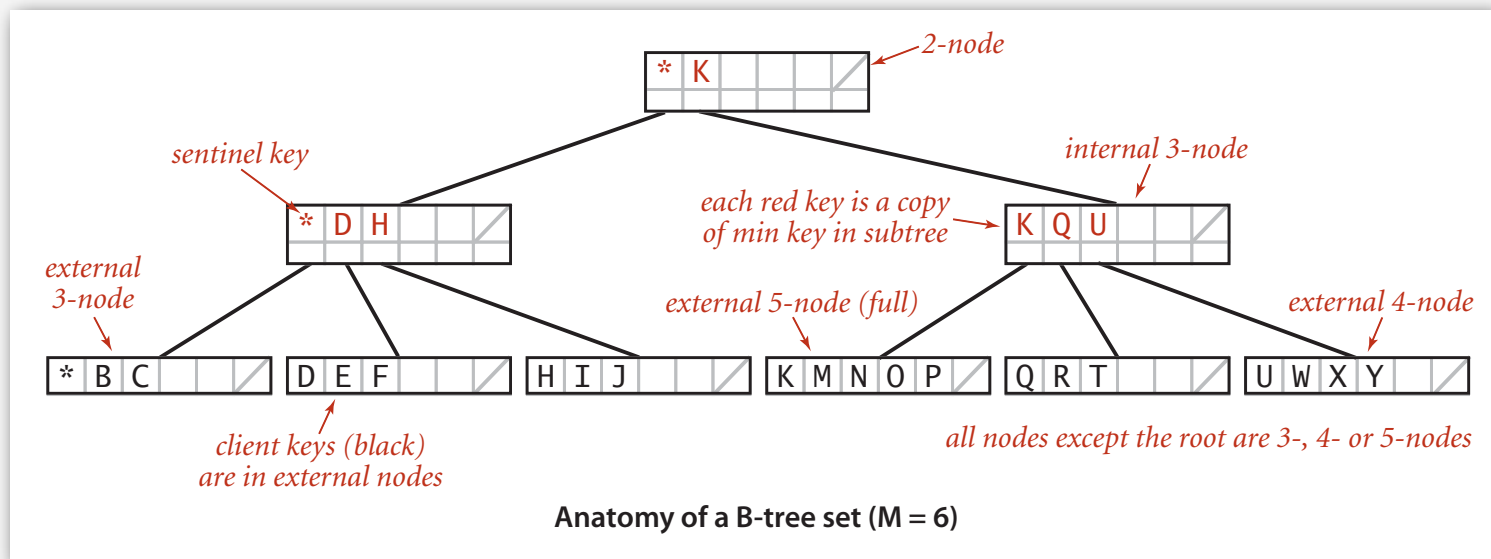 2-node
* K
sentinel key
internal 3-node
each red key is a copy
of min key in subtree
* D H
K Q U
external
3-node
external 5-node (full)
external 4-node
* B C
D E F
H I J
K M N O P
Q R T
U W X Y
client keys (black)
are in external nodes
all nodes except the root are 3-, 4- or 5-nodes
Anatomy of a B-tree set (M = 6)